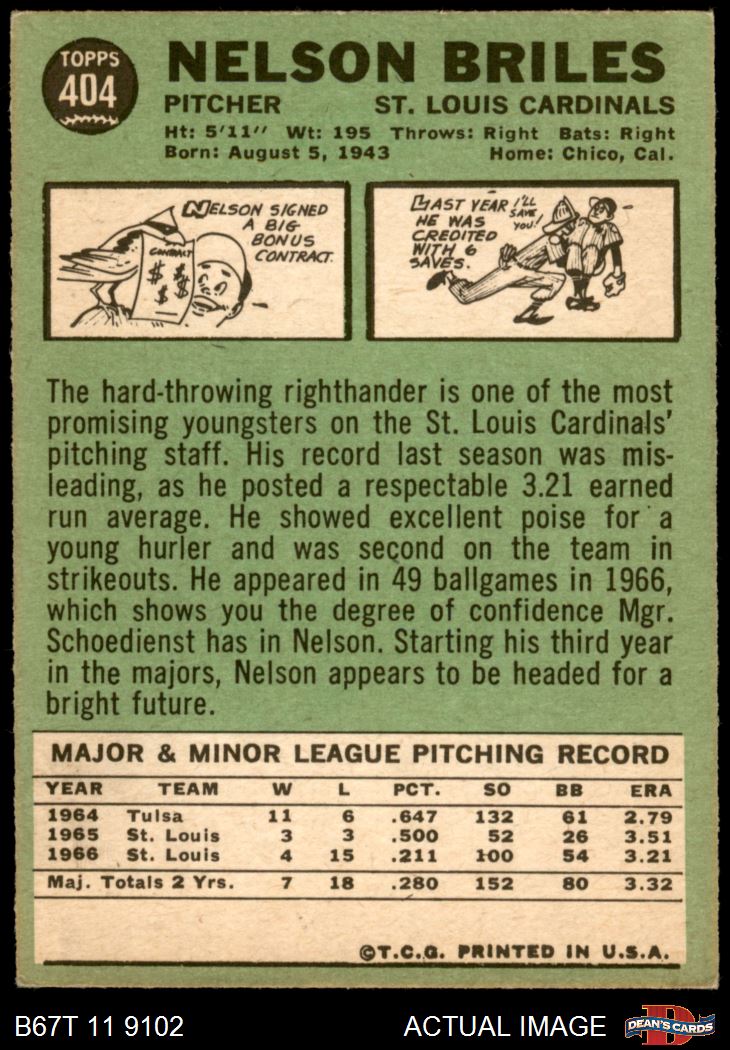 TOPPS
404
NELSON BRILES
PITCHER ST. LOUIS CARDINALS
Ht: 5'11" Wt: 195 Throws: Right Bats: Right
Born: August 5, 1943 Home: Chico, Cal.
NELSON SIGNED
A BIG
BONUS
CONTRACT.
CONTRACT
$ $
$ $
$
LAST YEAR
HE WAS
CREDITED
WITH 6
SAVES.
I'LL
SAVE
YOU!
The hard-throwing righthander is one of the most
promising youngsters on the St. Louis Cardinals'
pitching staff. His record last season was mis-
leading, as he posted a respectable 3.21 earned
run average. He showed excellent poise for a
young hurler and was second on the team in
strikeouts. He appeared in 49 ballgames in 1966,
which shows you the degree of confidence Mgr.
Schoedienst has in Nelson. Starting his third year
in the majors, Nelson appears to be headed for a
bright future.
MAJOR & MINOR LEAGUE PITCHING RECORD
YEAR TEAM W L PCT. SO BB ERA
1964 Tulsa 11 6 .647 132 61 2.79
1965 St. Louis 3 3 .500 52 26 3.51
1966 St. Louis 4 15 .211 100 54 3.21
Maj. Totals 2 Yrs. 7 18 .280 152 80 3.32
©T.C.G. PRINTED IN U.S.A.
B67T 11 9102 ACTUAL IMAGE
D
DEAN'S CARDS